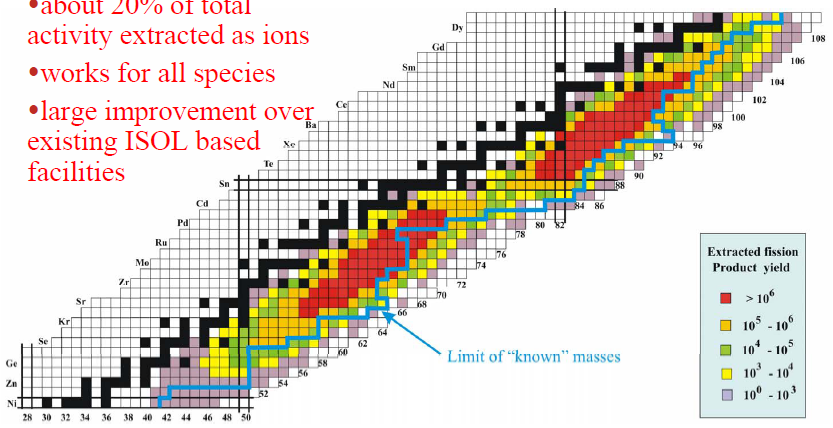 •about 20% of total
activity extracted as ions
•works for all species
•large improvement over
existing ISOL based
facilities
Dy
Gd
Sm
Nd
Ce
Ba
Xe
Te
Sn
Cd
Pd
Ru
Mo
Zr
Sr
Kr
Se
Ge
Zn
Ni
28 30 32 34 36 38 40 42 44 46 48 50
52
54
56
58
60
62
64
66
68
70
72
74
76
78
80 82
84 86
88
90
92
94 96
98
100
102
104
106
108
Limit of “known” masses
Extracted fission
Product yield
> 10⁶
10⁵ - 10⁶
10⁴ - 10⁵
10³ - 10⁴
10⁰ - 10³